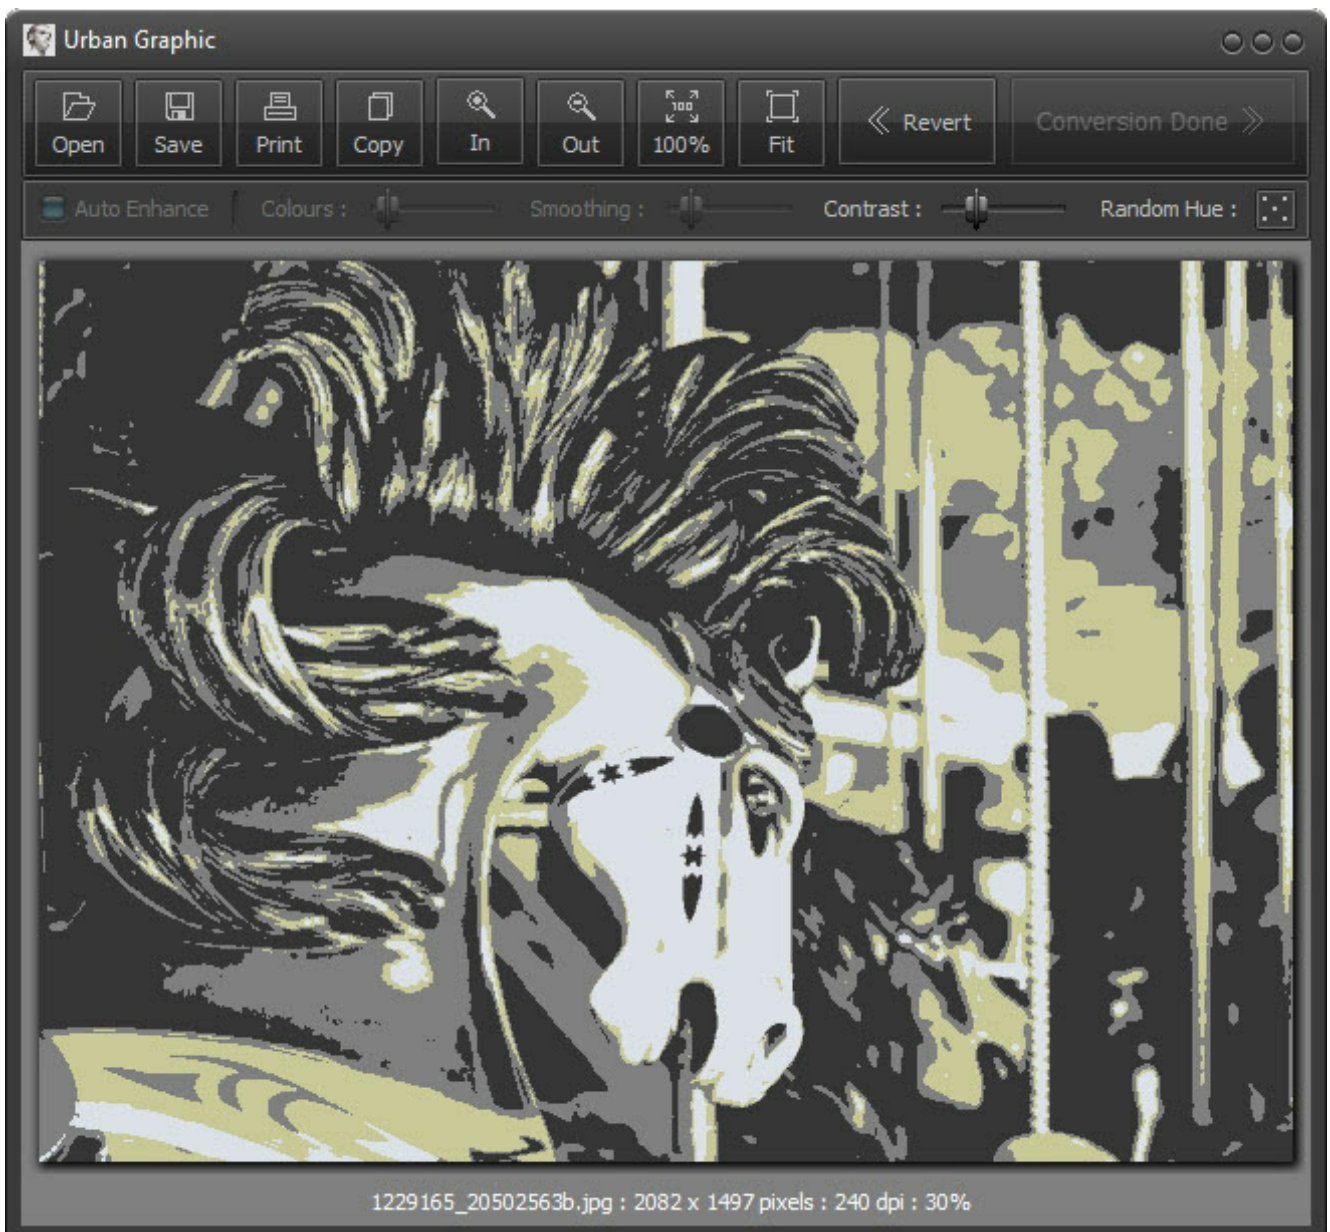 Urban Graphic
Open Save Print Copy In Out 100 100% Fit Revert Conversion Done
Auto Enhance Colours : Smoothing : Contrast : Random Hue :
1229165_20502563b.jpg : 2082 x 1497 pixels : 240 dpi : 30%